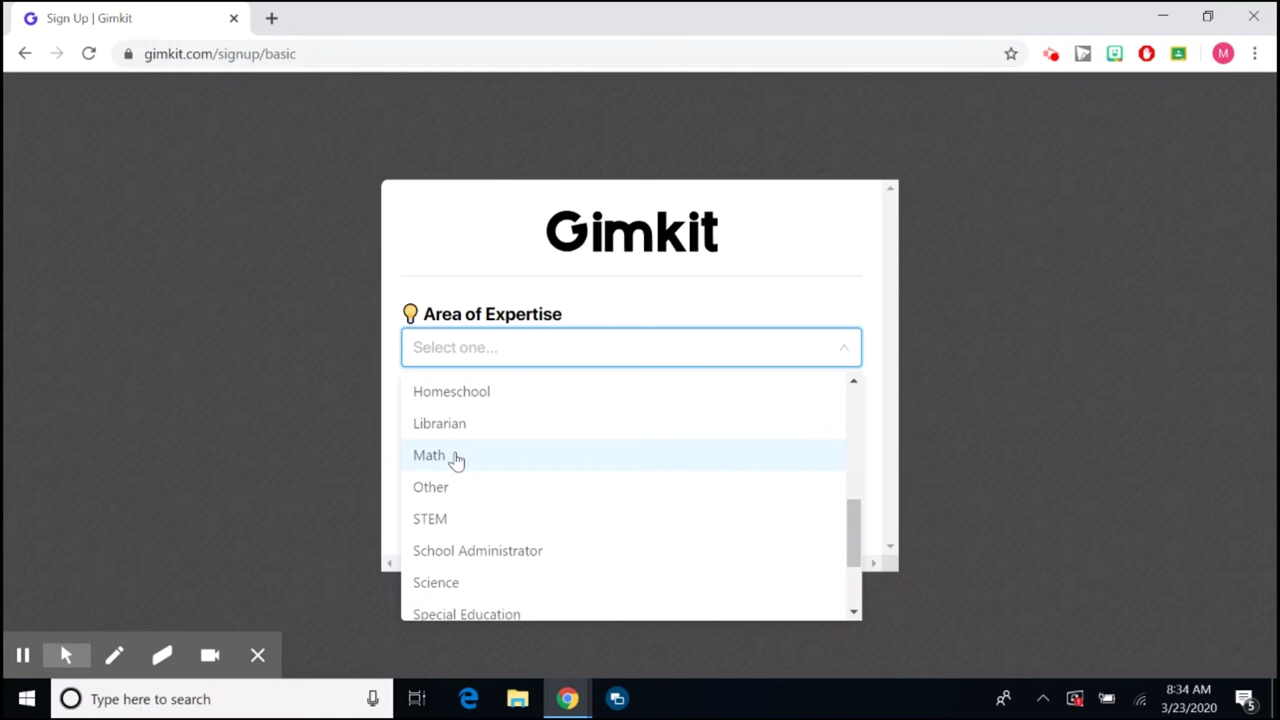 Sign Up | Gimkit
gimkit.com/signup/basic
M
Gimkit
Area of Expertise
Select one...
Homeschool
Librarian
Math
Other
STEM
School Administrator
Science
Special Education
Type here to search
8:34 AM
3/23/2020
5